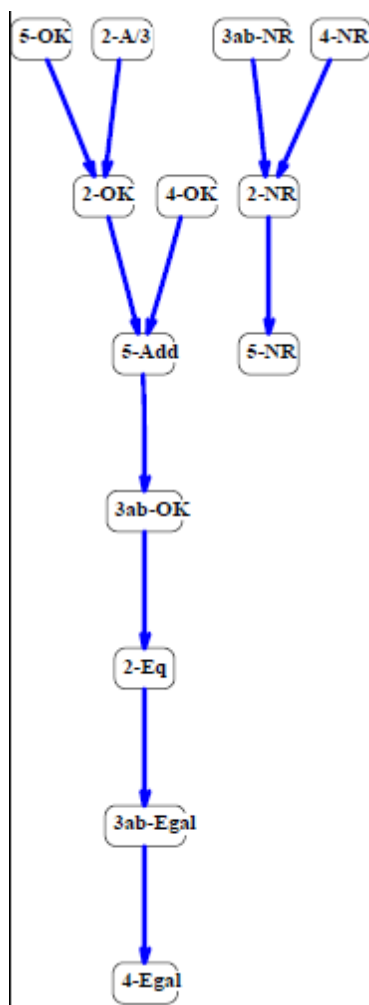 5-OK 2-A/3 3ab-NR 4-NR
2-OK 4-OK 2-NR
5-Add 5-NR
3ab-OK
2-Eq
3ab-Egal
4-Egal